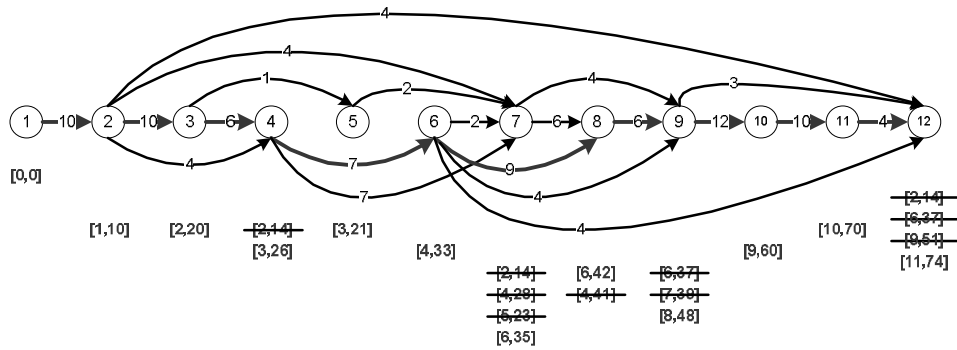 4
4
1 2 4 3
1 10 2 10 3 6 4 5 6 2 7 6 8 6 9 12 10 10 11 4 12
4 7 9
7 4
4
[0,0]
[2,14]
[6,37]
[1,10] [2,20] [2,14] [3,21] [10,70]
[9,51]
[3,26] [4,33] [9,60]
[11,74]
[2,14] [6,42] [6,37]
[4,28] [4,41] [7,39]
[5,23] [8,48]
[6,35]